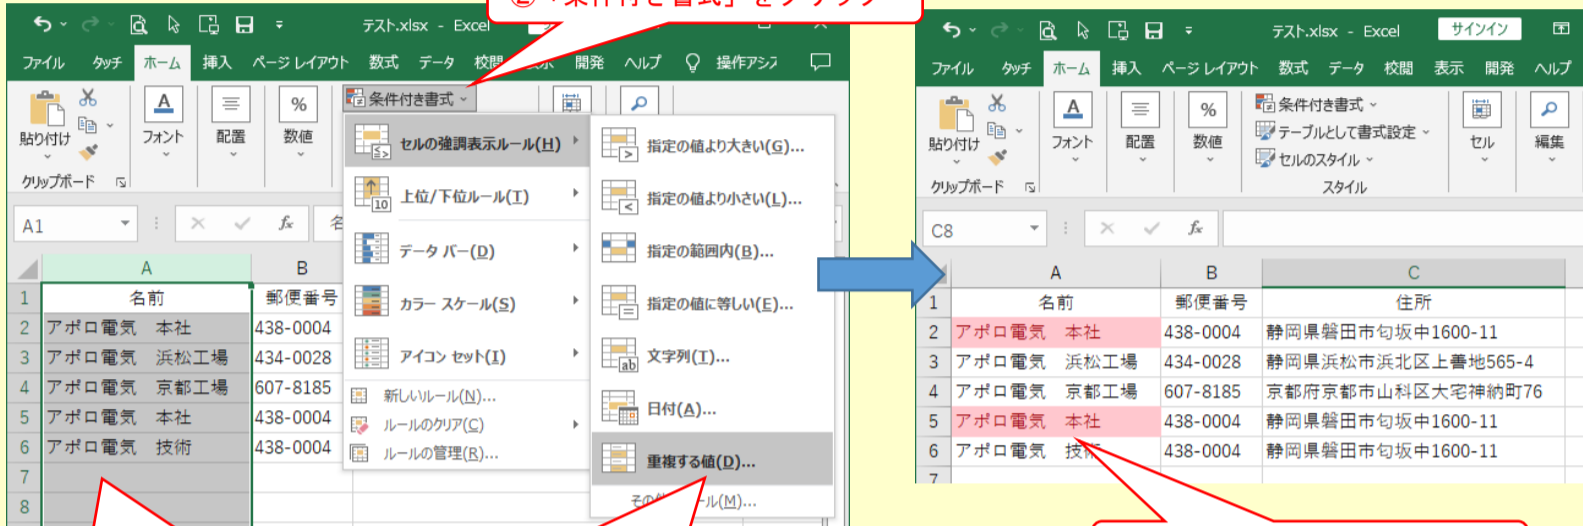 ②「条件付き書式」をクリック
テスト.xlsx - Excel
ファイル タッチ ホーム 挿入 ページ レイアウト 数式 データ 校閲 表示 開発 ヘルプ 操作アシス
貼り付け
フォント
配置
%
数値
条件付き書式
クリップボード
A1
fx 名
セルの強調表示ルール(H)
上位/下位ルール(T)
データ バー(D)
カラー スケール(S)
アイコン セット(I)
新しいルール(N)...
ルールのクリア(C)
ルールの管理(R)...
指定の値より大きい(G)...
指定の値より小さい(L)...
指定の範囲内(B)...
指定の値に等しい(E)...
文字列(T)...
日付(A)...
重複する値(D)...
ルール(M)...
A B
1 名前 郵便番号
2 アポロ電気 本社 438-0004
3 アポロ電気 浜松工場 434-0028
4 アポロ電気 京都工場 607-8185
5 アポロ電気 本社 438-0004
6 アポロ電気 技術 438-0004
7
8
テスト.xlsx - Excel サインイン
ファイル タッチ ホーム 挿入 ページ レイアウト 数式 データ 校閲 表示 開発 ヘルプ
貼り付け
フォント
配置
%
数値
条件付き書式
テーブルとして書式設定
セルのスタイル
セル
編集
クリップボード
スタイル
C8
fx
A B C
1 名前 郵便番号 住所
2 アポロ電気 本社 438-0004 静岡県磐田市匂坂中1600-11
3 アポロ電気 浜松工場 434-0028 静岡県浜松市浜北区上善地565-4
4 アポロ電気 京都工場 607-8185 京都府京都市山科区大宅神納町76
5 アポロ電気 本社 438-0004 静岡県磐田市匂坂中1600-11
6 アポロ電気 技術 438-0004 静岡県磐田市匂坂中1600-11
7